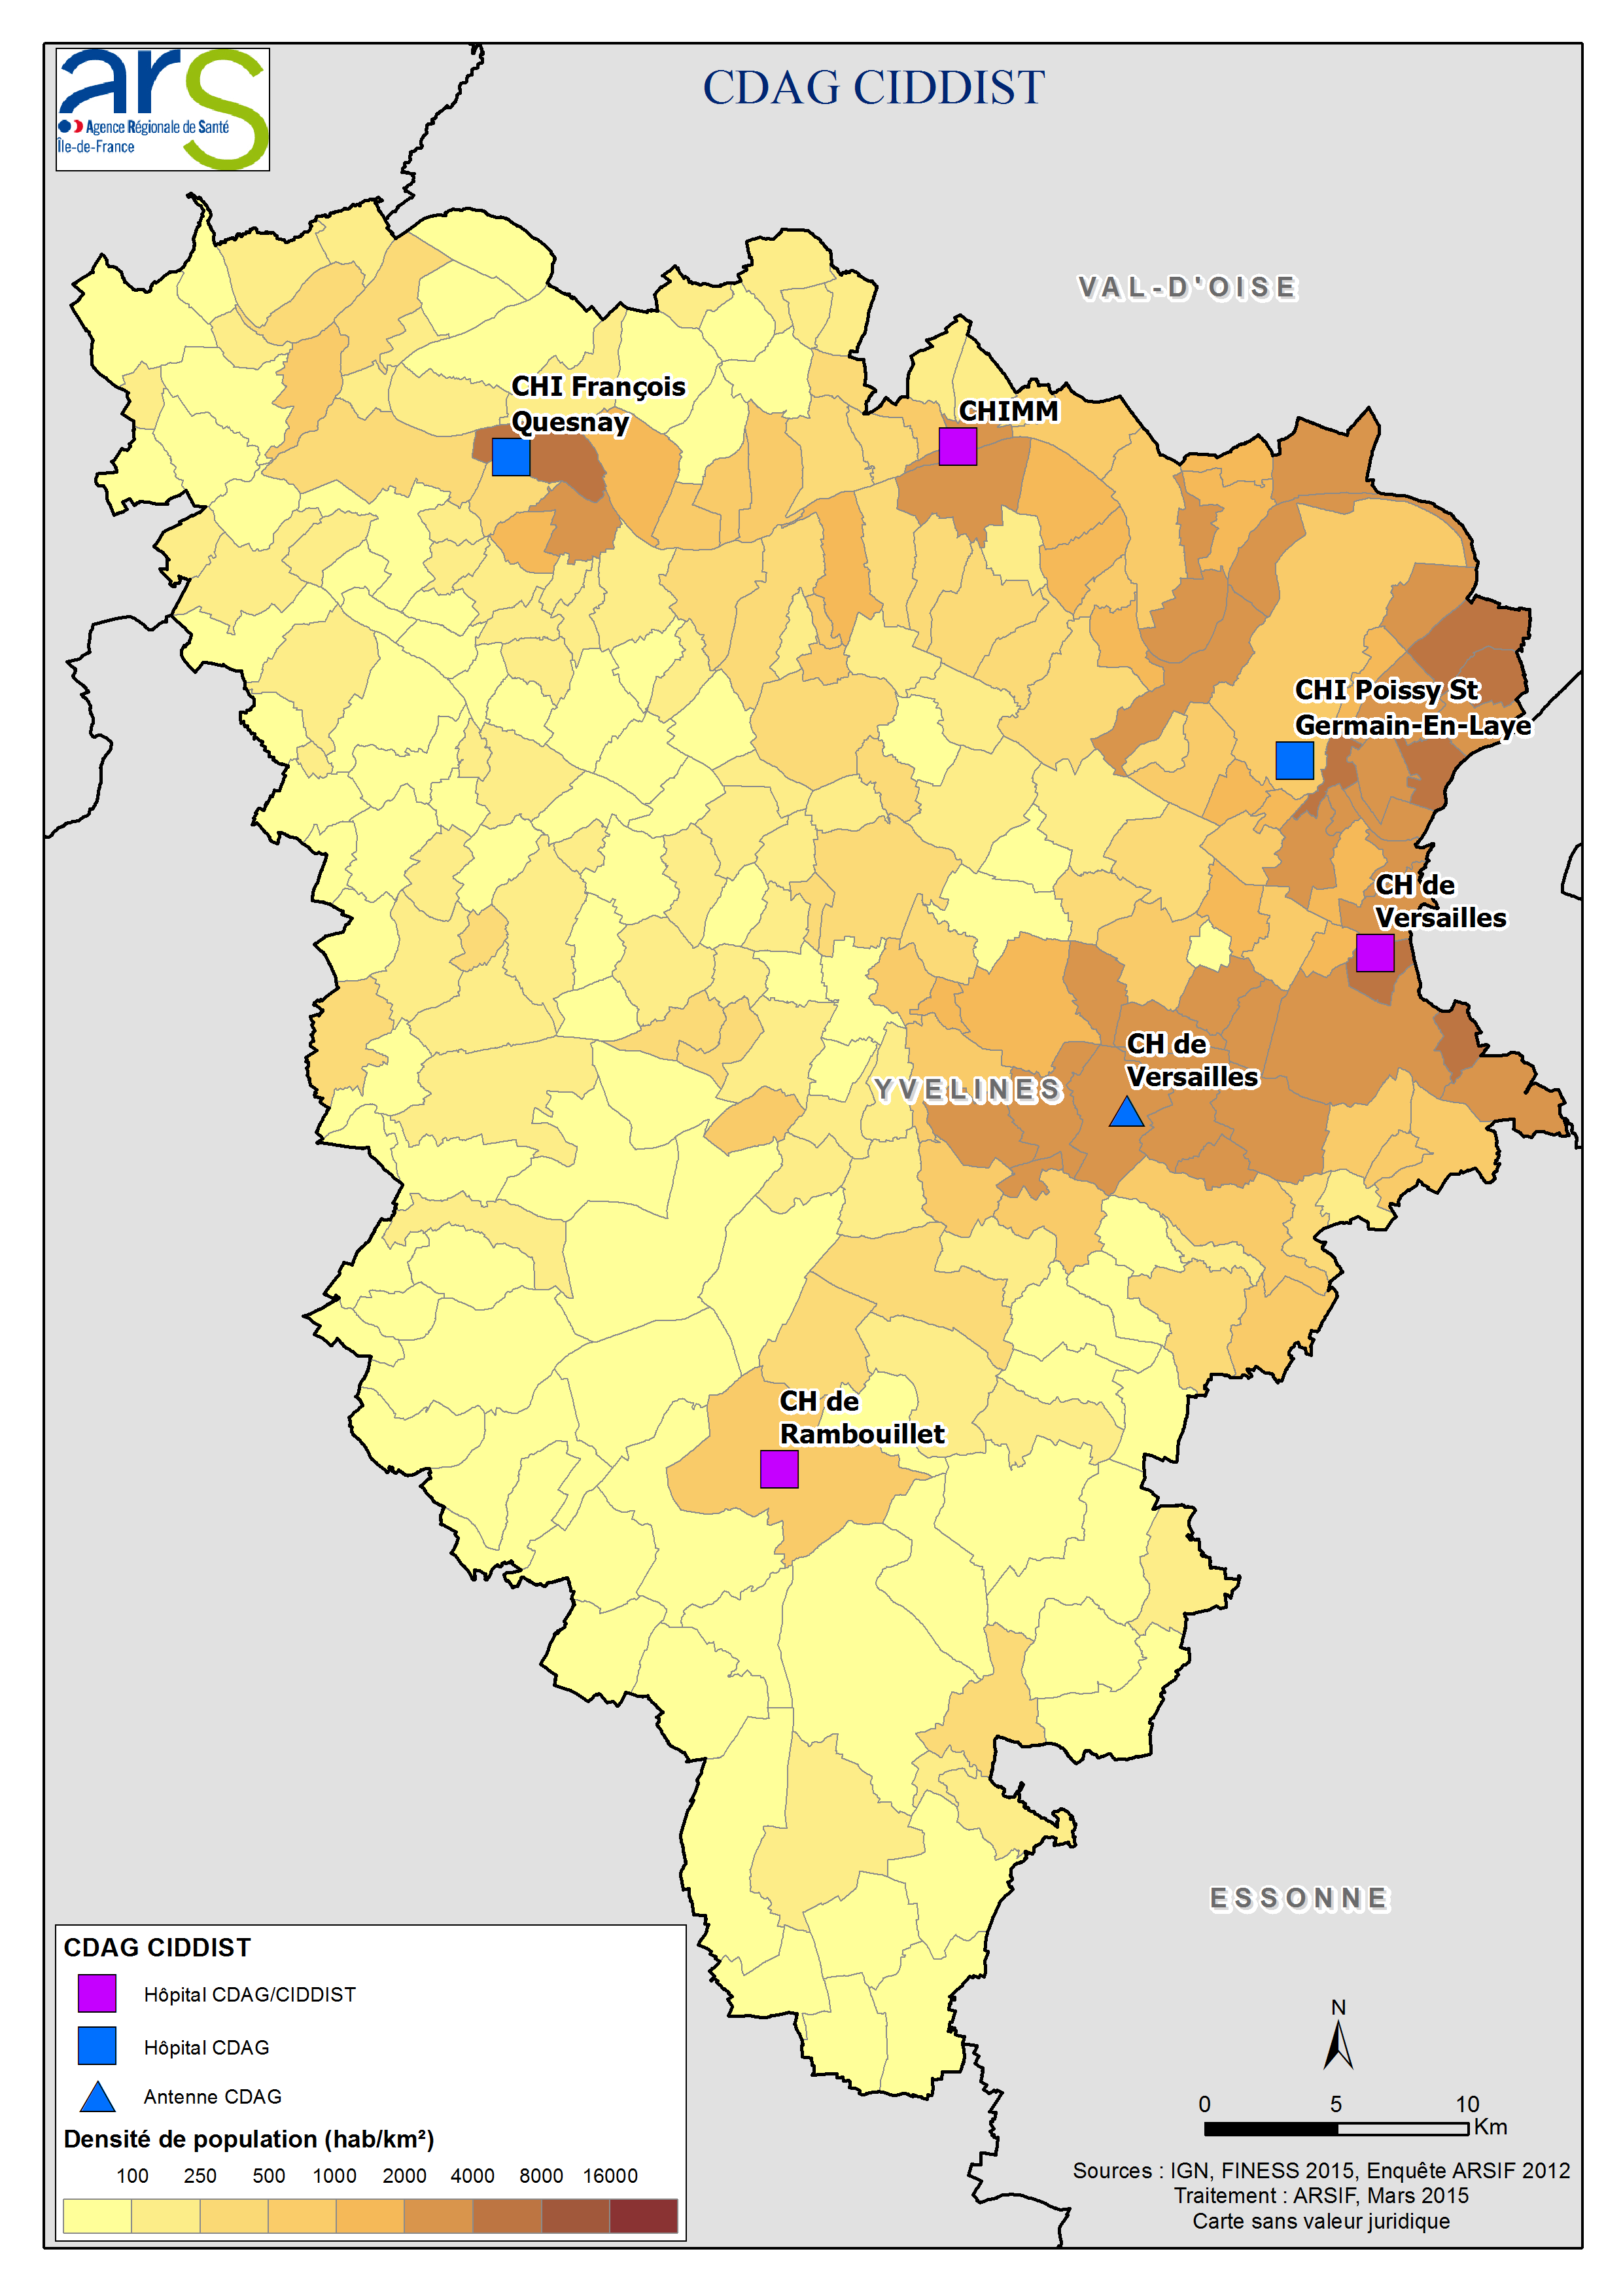 ars
Agence Régionale de Santé
Île-de-France
CDAG CIDDIST
VAL-D'OISE
CHI François
Quesnay
CHIMM
CHI Poissy St
Germain-En-Laye
CH de
Versailles
CH de
Versailles
YVELINES
CH de
Rambouillet
ESSONNE
CDAG CIDDIST
Hôpital CDAG/CIDDIST
Hôpital CDAG
Antenne CDAG
Densité de population (hab/km²)
100 250 500 1000 2000 4000 8000 16000
N
0 5 10
Km
Sources : IGN, FINESS 2015, Enquête ARSIF 2012
Traitement : ARSIF, Mars 2015
Carte sans valeur juridique